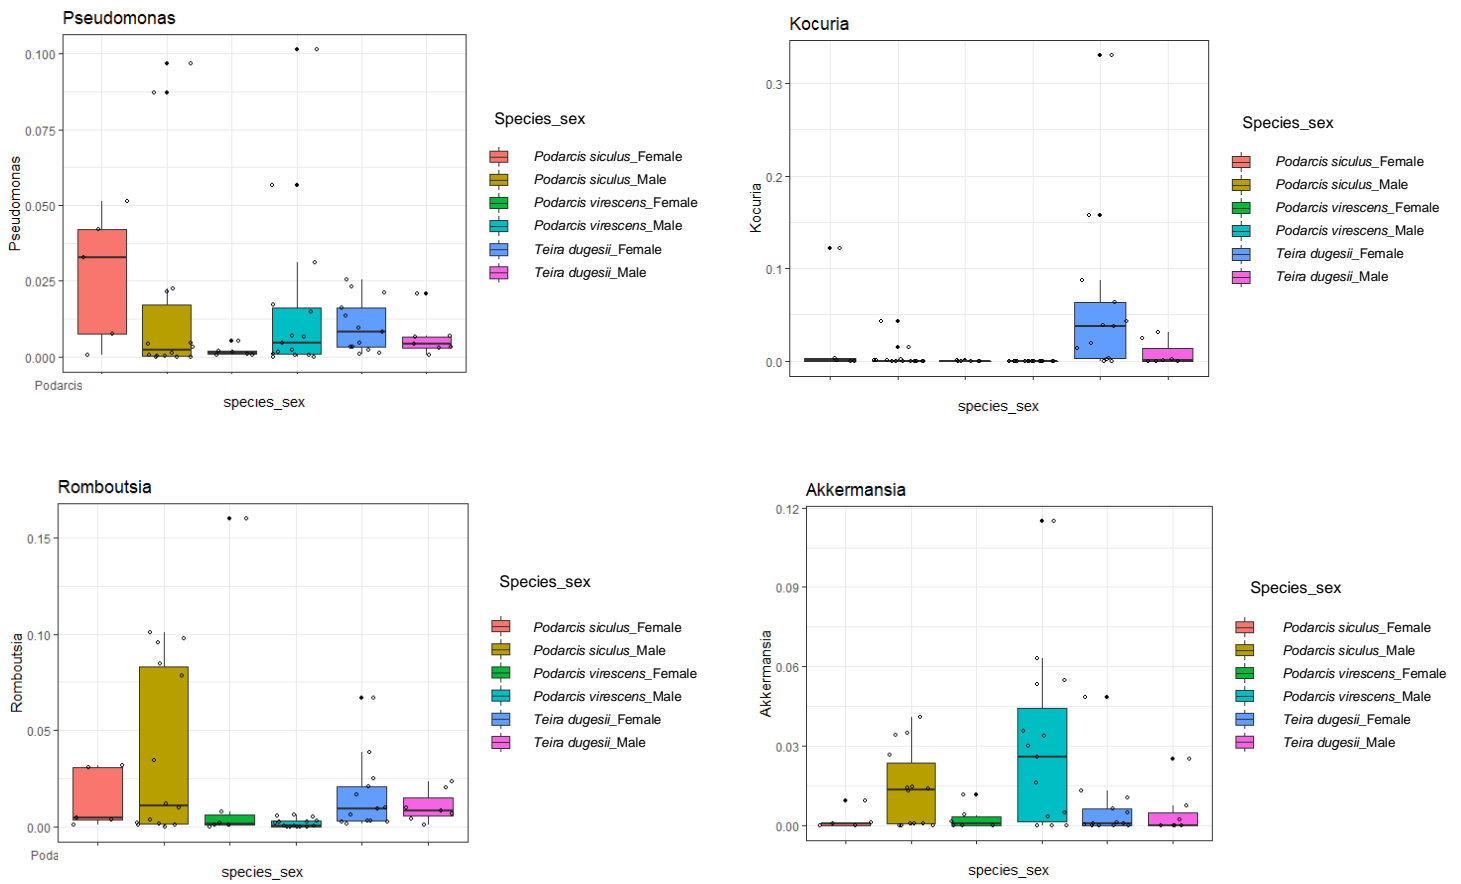 Pseudomonas
0.100
0.075
0.050
0.025
0.000
Pseudomonas
Podarcis
species_sex
Species_sex
Podarcis siculus_Female
Podarcis siculus_Male
Podarcis virescens_Female
Podarcis virescens_Male
Teira dugesii_Female
Teira dugesii_Male
Kocuria
0.3
0.2
0.1
0.0
Kocuria
species_sex
Species_sex
Podarcis siculus_Female
Podarcis siculus_Male
Podarcis virescens_Female
Podarcis virescens_Male
Teira dugesii_Female
Teira dugesii_Male
Romboutsia
0.15
0.10
0.05
0.00
Romboutsia
Poda
species_sex
Species_sex
Podarcis siculus_Female
Podarcis siculus_Male
Podarcis virescens_Female
Podarcis virescens_Male
Teira dugesii_Female
Teira dugesii_Male
Akkermansia
0.12
0.09
0.06
0.03
0.00
Akkermansia
species_sex
Species_sex
Podarcis siculus_Female
Podarcis siculus_Male
Podarcis virescens_Female
Podarcis virescens_Male
Teira dugesii_Female
Teira dugesii_Male